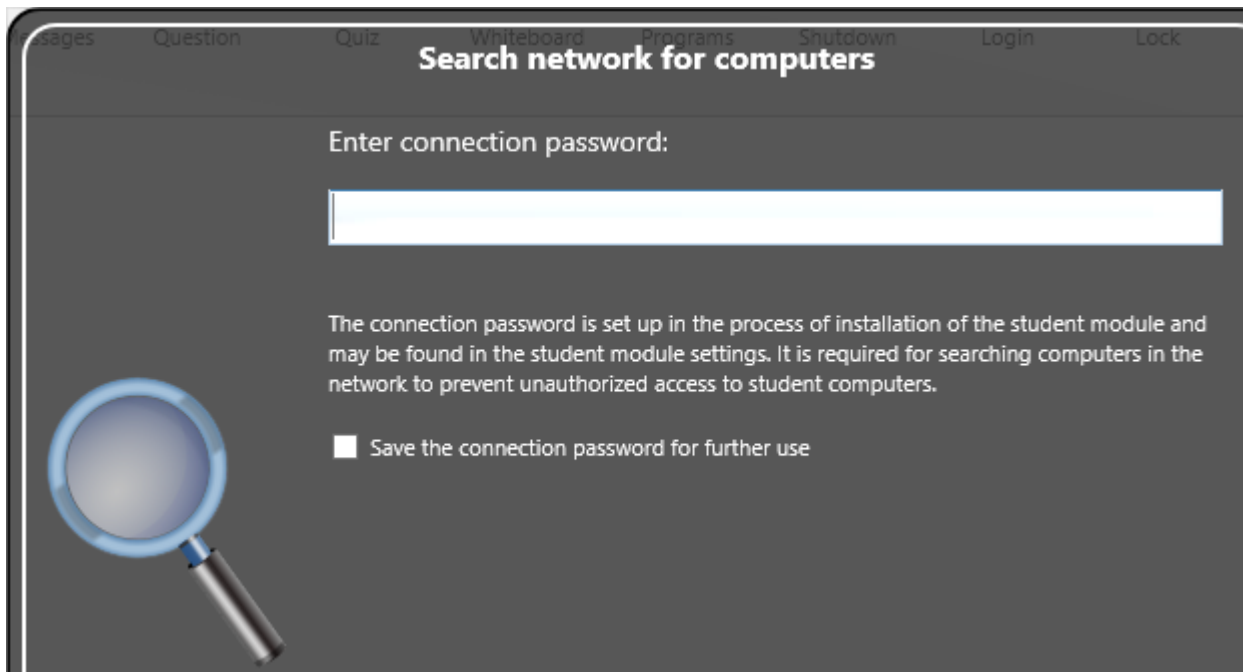 Messages Question Quiz Whiteboard Programs Shutdown Login Lock
Search network for computers
Enter connection password:
The connection password is set up in the process of installation of the student module and
may be found in the student module settings. It is required for searching computers in the
network to prevent unauthorized access to student computers.
Save the connection password for further use